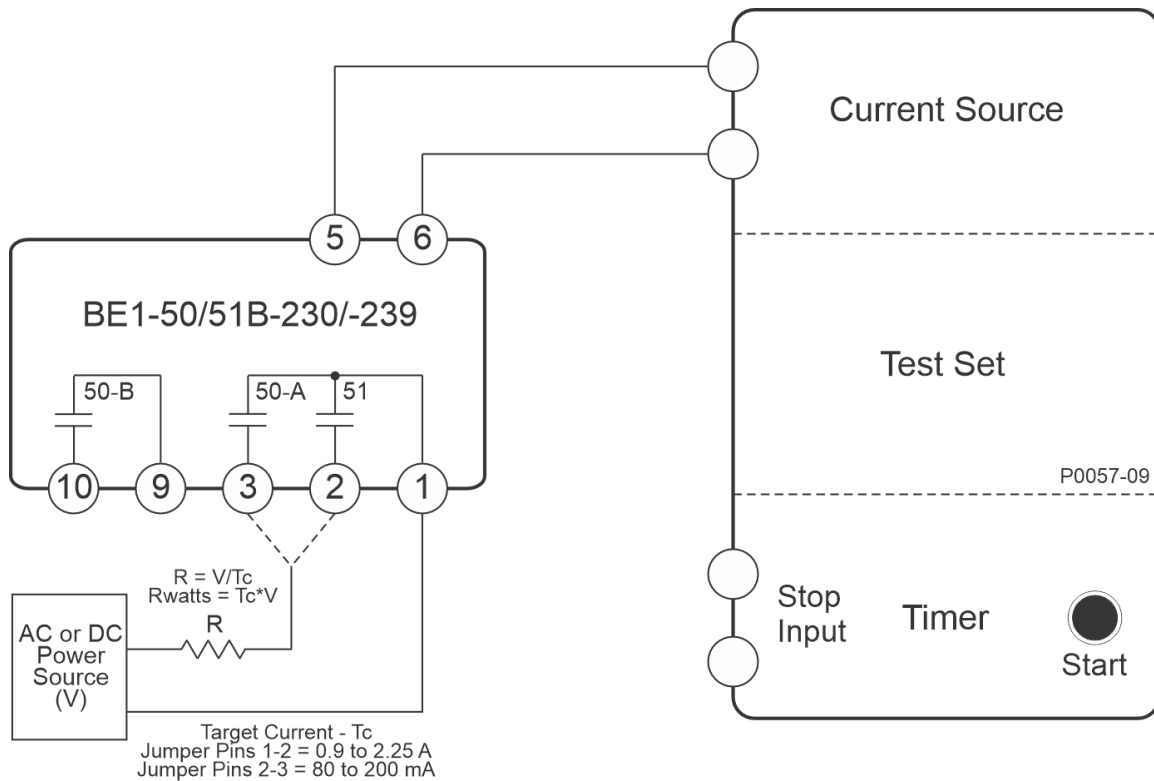 Current Source
5
6
BE1-50/51B-230/-239
Test Set
50-B
50-A
51
10
9
3
2
1
P0057-09
R = V/Tc
Rwatts = Tc*V
R
AC or DC
Power
Source
(V)
Stop
Input
Timer
Start
Target Current - Tc
Jumper Pins 1-2 = 0.9 to 2.25 A
Jumper Pins 2-3 = 80 to 200 mA